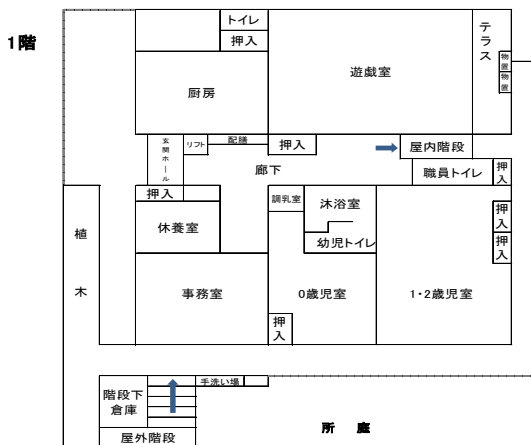 1階
トイレ
押入
厨房
遊戯室
テラス
物置
物置
玄関ホール
リフト
配膳
押入
屋内階段
廊下
職員トイレ
押入
押入
調乳室
沐浴室
休養室
幼児トイレ
押入
押入
植木
事務室
0歳児室
1・2歳児室
押入
手洗い場
階段下
倉庫
屋外階段
所庭